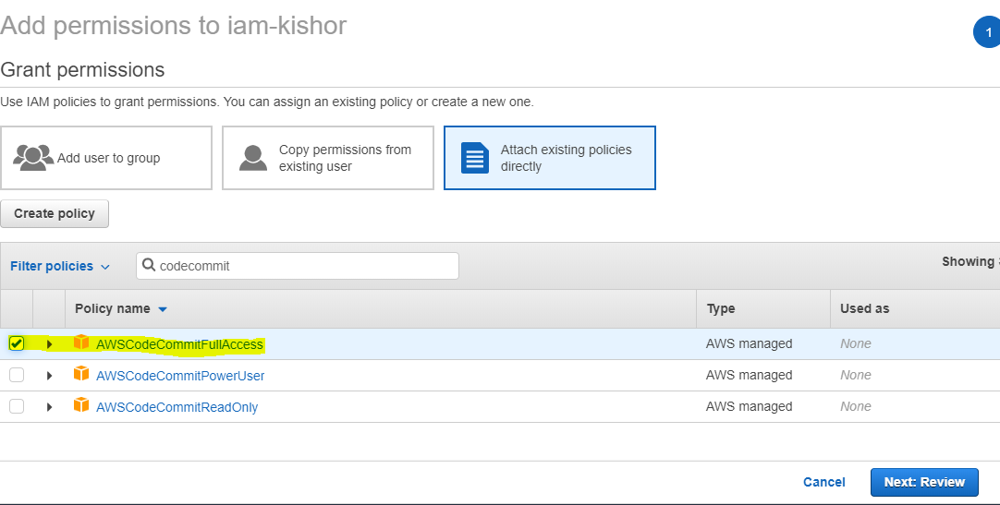 Add permissions to iam-kishor
1
Grant permissions
Use IAM policies to grant permissions. You can assign an existing policy or create a new one.
Add user to group
Copy permissions from
existing user
Attach existing policies
directly
Create policy
Filter policies
codecommit
Showing
Policy name
Type
Used as
AWSCodeCommitFullAccess
AWS managed
None
AWSCodeCommitPowerUser
AWS managed
None
AWSCodeCommitReadOnly
AWS managed
None
Cancel
Next: Review